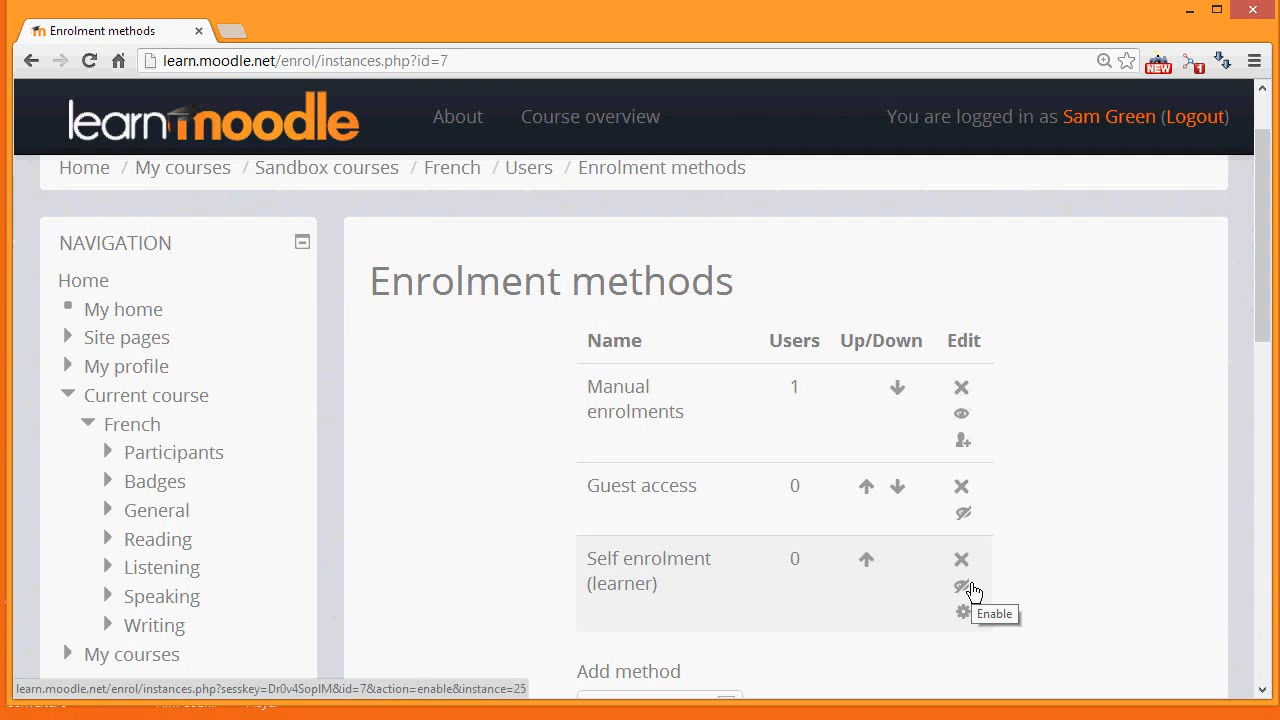 Enrolment methods
learn.moodle.net/enrol/instances.php?id=7
NEW
1
learn moodle
About
Course overview
You are logged in as Sam Green (Logout)
Home / My courses / Sandbox courses / French / Users / Enrolment methods
NAVIGATION
Home
My home
Site pages
My profile
Current course
French
Participants
Badges
General
Reading
Listening
Speaking
Writing
My courses
Enrolment methods
Name Users Up/Down Edit
Manual 1
enrolments
Guest access 0
Self enrolment 0
(learner)
Enable
Add method
learn.moodle.net/enrol/instances.php?sesskey=Dr0v4SopIM&id=7&action=enable&instance=25